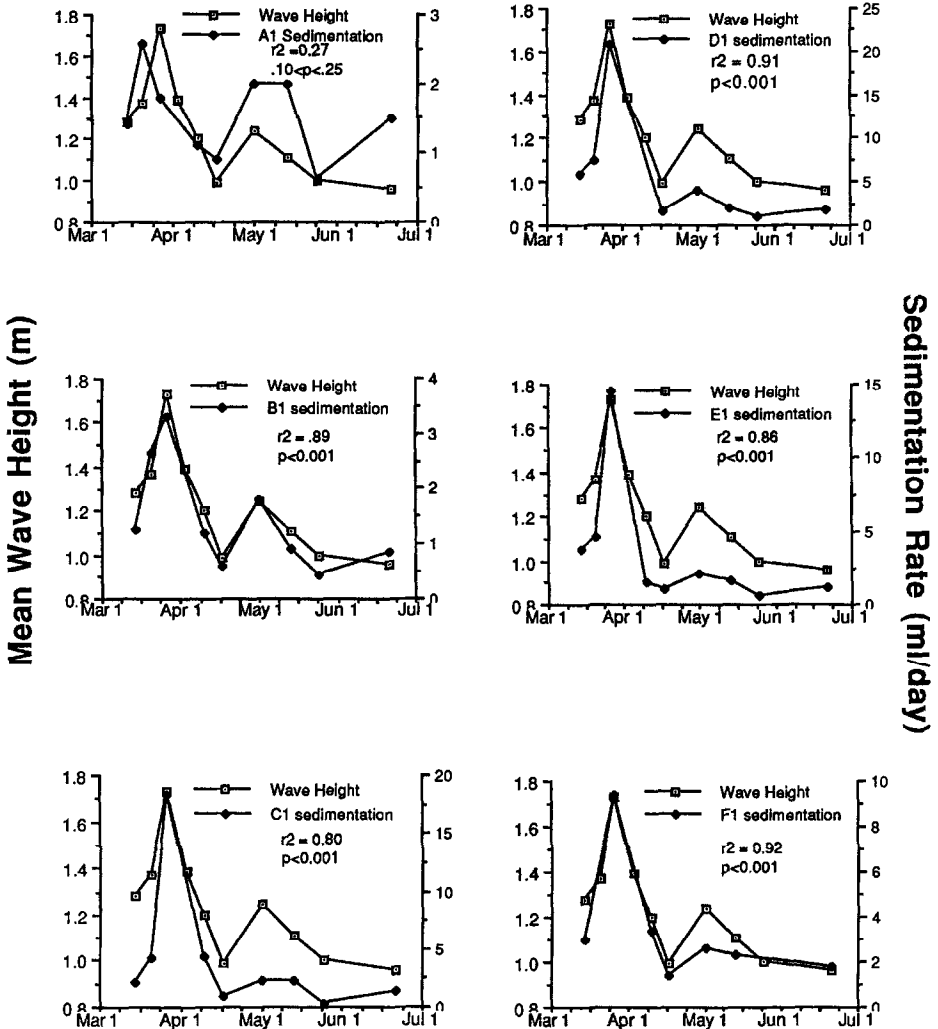 Mean Wave Height (m)
Sedimentation Rate (ml/day)
Wave Height
A1 Sedimentation
r2 =0.27
.10<p<.25
1.8
1.6
1.4
1.2
1.0
0.8
3
2
1
0
Mar 1 Apr 1 May 1 Jun 1 Jul 1
Wave Height
D1 sedimentation
r2 = 0.91
p<0.001
1.8
1.6
1.4
1.2
1.0
0.8
25
20
15
10
5
0
Mar 1 Apr 1 May 1 Jun 1 Jul 1
Wave Height
B1 sedimentation
r2 = .89
p<0.001
1.8
1.6
1.4
1.2
1.0
0.8
4
3
2
1
0
Mar 1 Apr 1 May 1 Jun 1 Jul 1
Wave Height
E1 sedimentation
r2 = 0.86
p<0.001
1.8
1.6
1.4
1.2
1.0
0.8
15
10
5
0
Mar 1 Apr 1 May 1 Jun 1 Jul 1
Wave Height
C1 sedimentation
r2 = 0.80
p<0.001
1.8
1.6
1.4
1.2
1.0
0.8
20
15
10
5
0
Mar 1 Apr 1 May 1 Jun 1 Jul 1
Wave Height
F1 sedimentation
r2 = 0.92
p<0.001
1.8
1.6
1.4
1.2
1.0
0.8
10
8
6
4
2
0
Mar 1 Apr 1 May 1 Jun 1 Jul 1